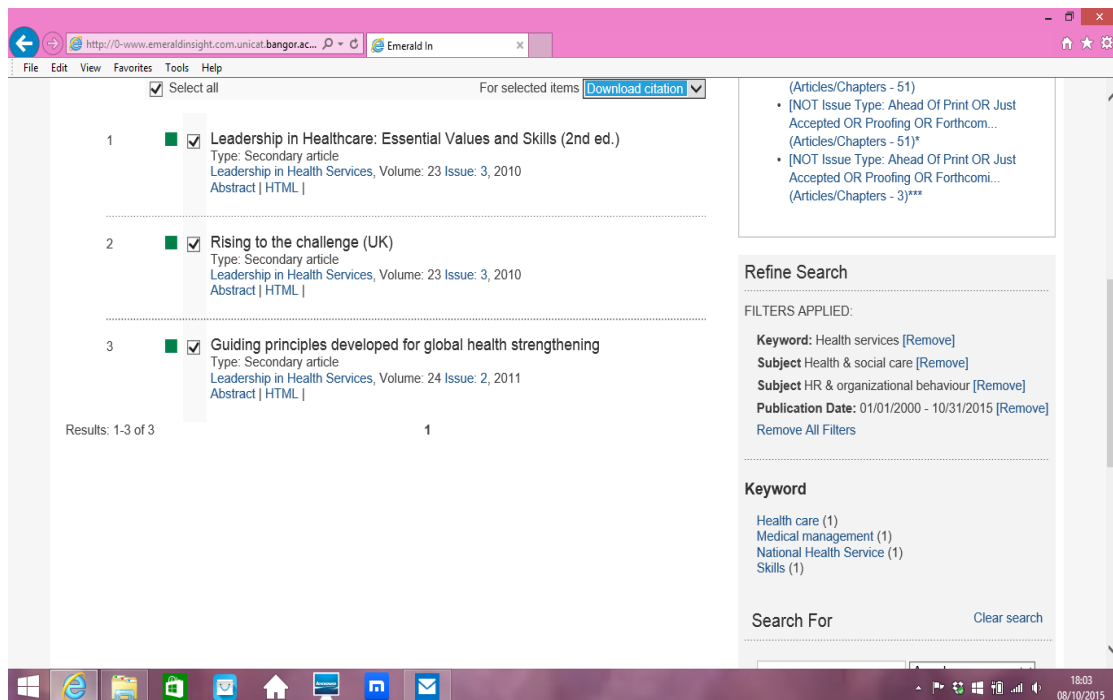 http://0-www.emeraldinsight.com.unicat.bangor.ac...
Emerald In
File Edit View Favorites Tools Help
Select all
For selected items Download citation
1
Leadership in Healthcare: Essential Values and Skills (2nd ed.)
Type: Secondary article
Leadership in Health Services, Volume: 23 Issue: 3, 2010
Abstract | HTML |
2
Rising to the challenge (UK)
Type: Secondary article
Leadership in Health Services, Volume: 23 Issue: 3, 2010
Abstract | HTML |
3
Guiding principles developed for global health strengthening
Type: Secondary article
Leadership in Health Services, Volume: 24 Issue: 2, 2011
Abstract | HTML |
Results: 1-3 of 3
1
(Articles/Chapters - 51)
• [NOT Issue Type: Ahead Of Print OR Just
Accepted OR Proofing OR Forthcom...
(Articles/Chapters - 51)*
• [NOT Issue Type: Ahead Of Print OR Just
Accepted OR Proofing OR Forthcomi...
(Articles/Chapters - 3)***
Refine Search
FILTERS APPLIED:
Keyword: Health services [Remove]
Subject Health & social care [Remove]
Subject HR & organizational behaviour [Remove]
Publication Date: 01/01/2000 - 10/31/2015 [Remove]
Remove All Filters
Keyword
Health care (1)
Medical management (1)
National Health Service (1)
Skills (1)
Search For
Clear search
18:03
08/10/2015